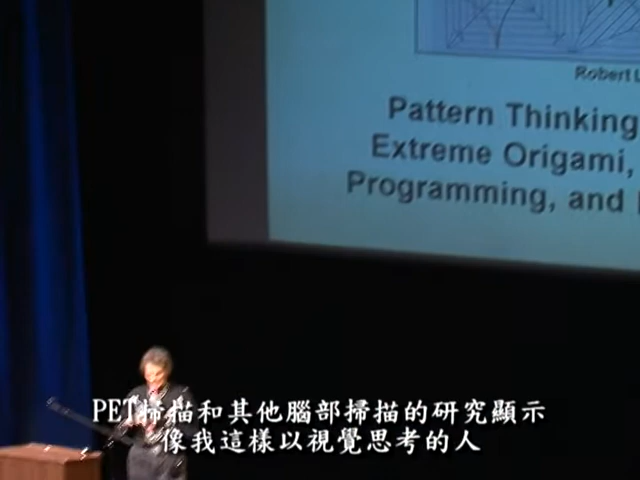 Robert L
Pattern Thinking
Extreme Origami,
Programming, and
PET掃描和其他腦部掃描的研究顯示
像我這樣以視覺思考的人